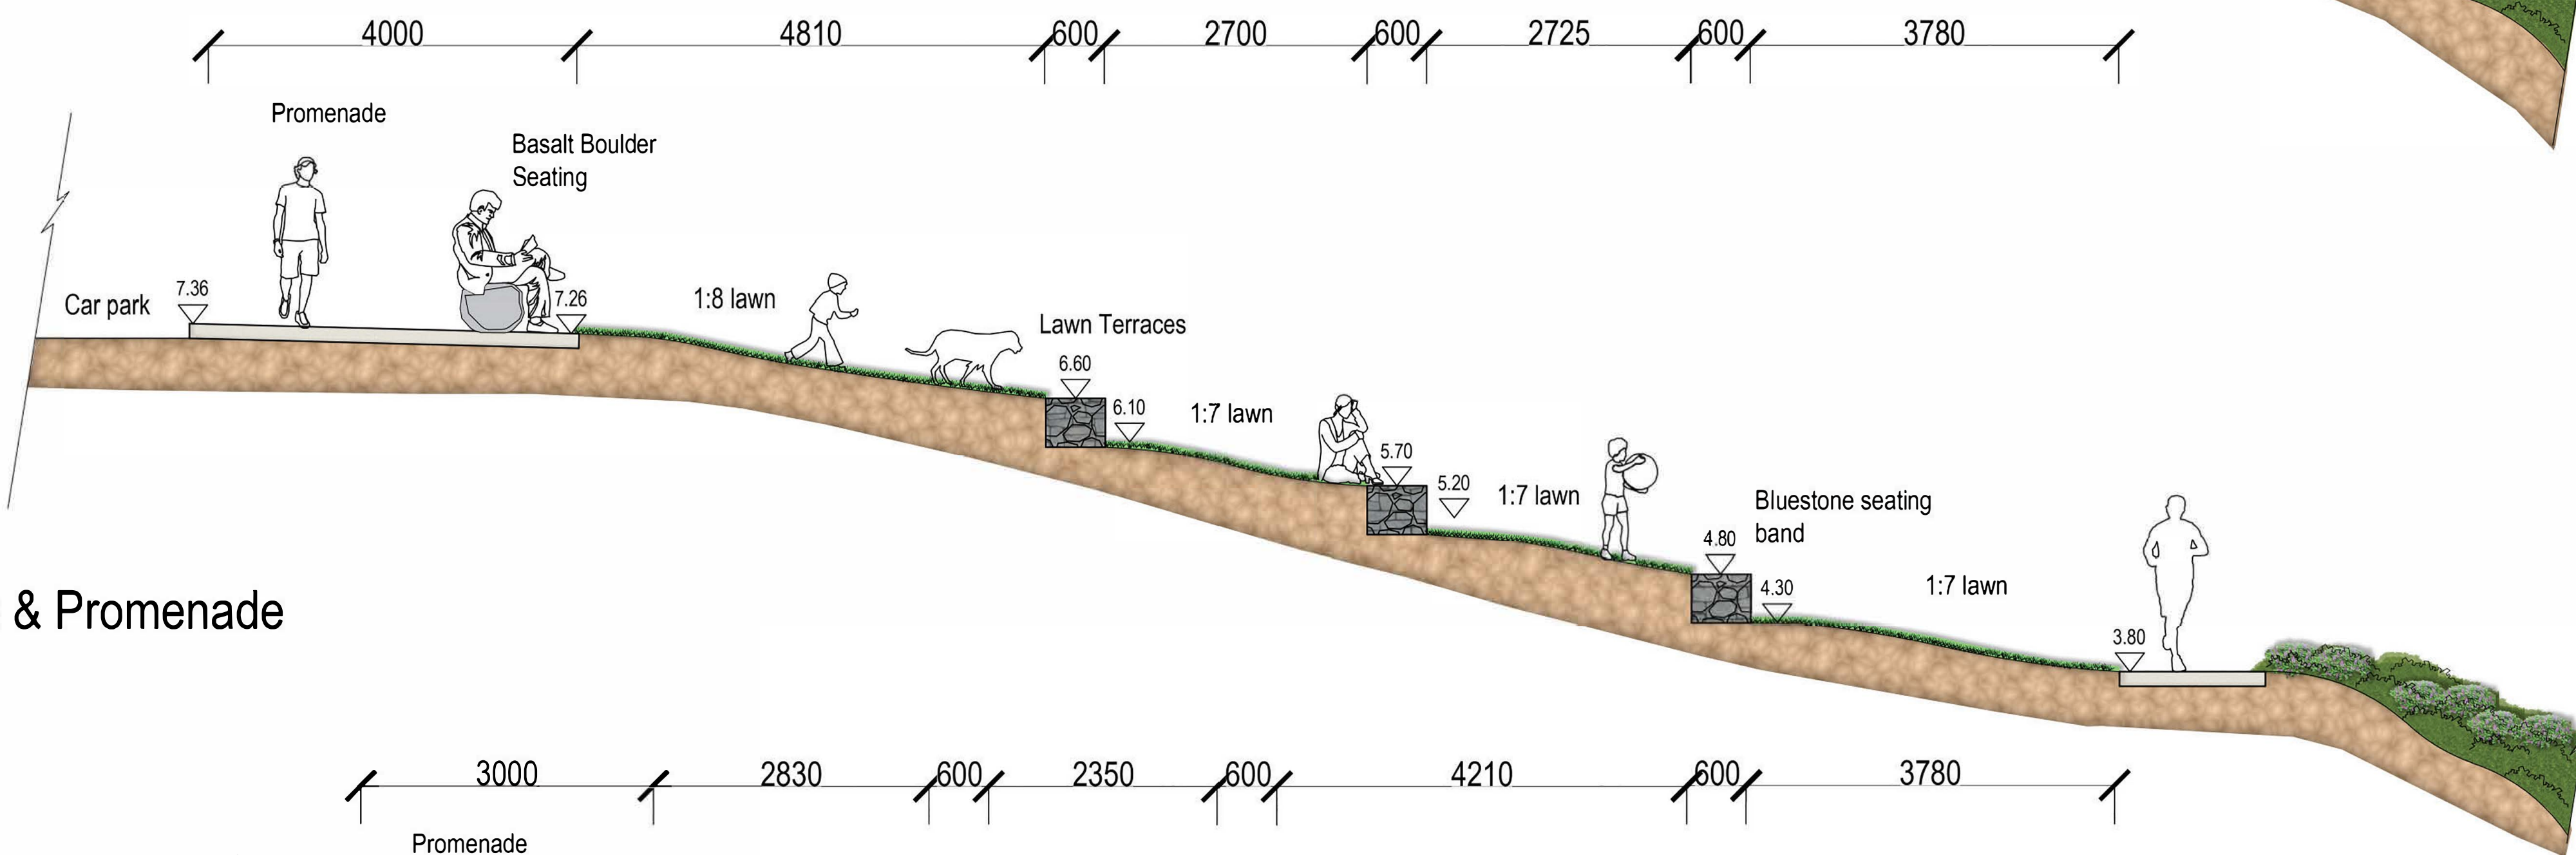 4000 4810 600 2700 600 2725 600 3780
Promenade
Basalt Boulder
Seating
Car park
7.36
7.26
1:8 lawn
Lawn Terraces
6.60
6.10
1:7 lawn
5.70
5.20
1:7 lawn
4.80
Bluestone seating
band
4.30
1:7 lawn
3.80
& Promenade
3000 2830 600 2350 600 4210 600 3780
Promenade